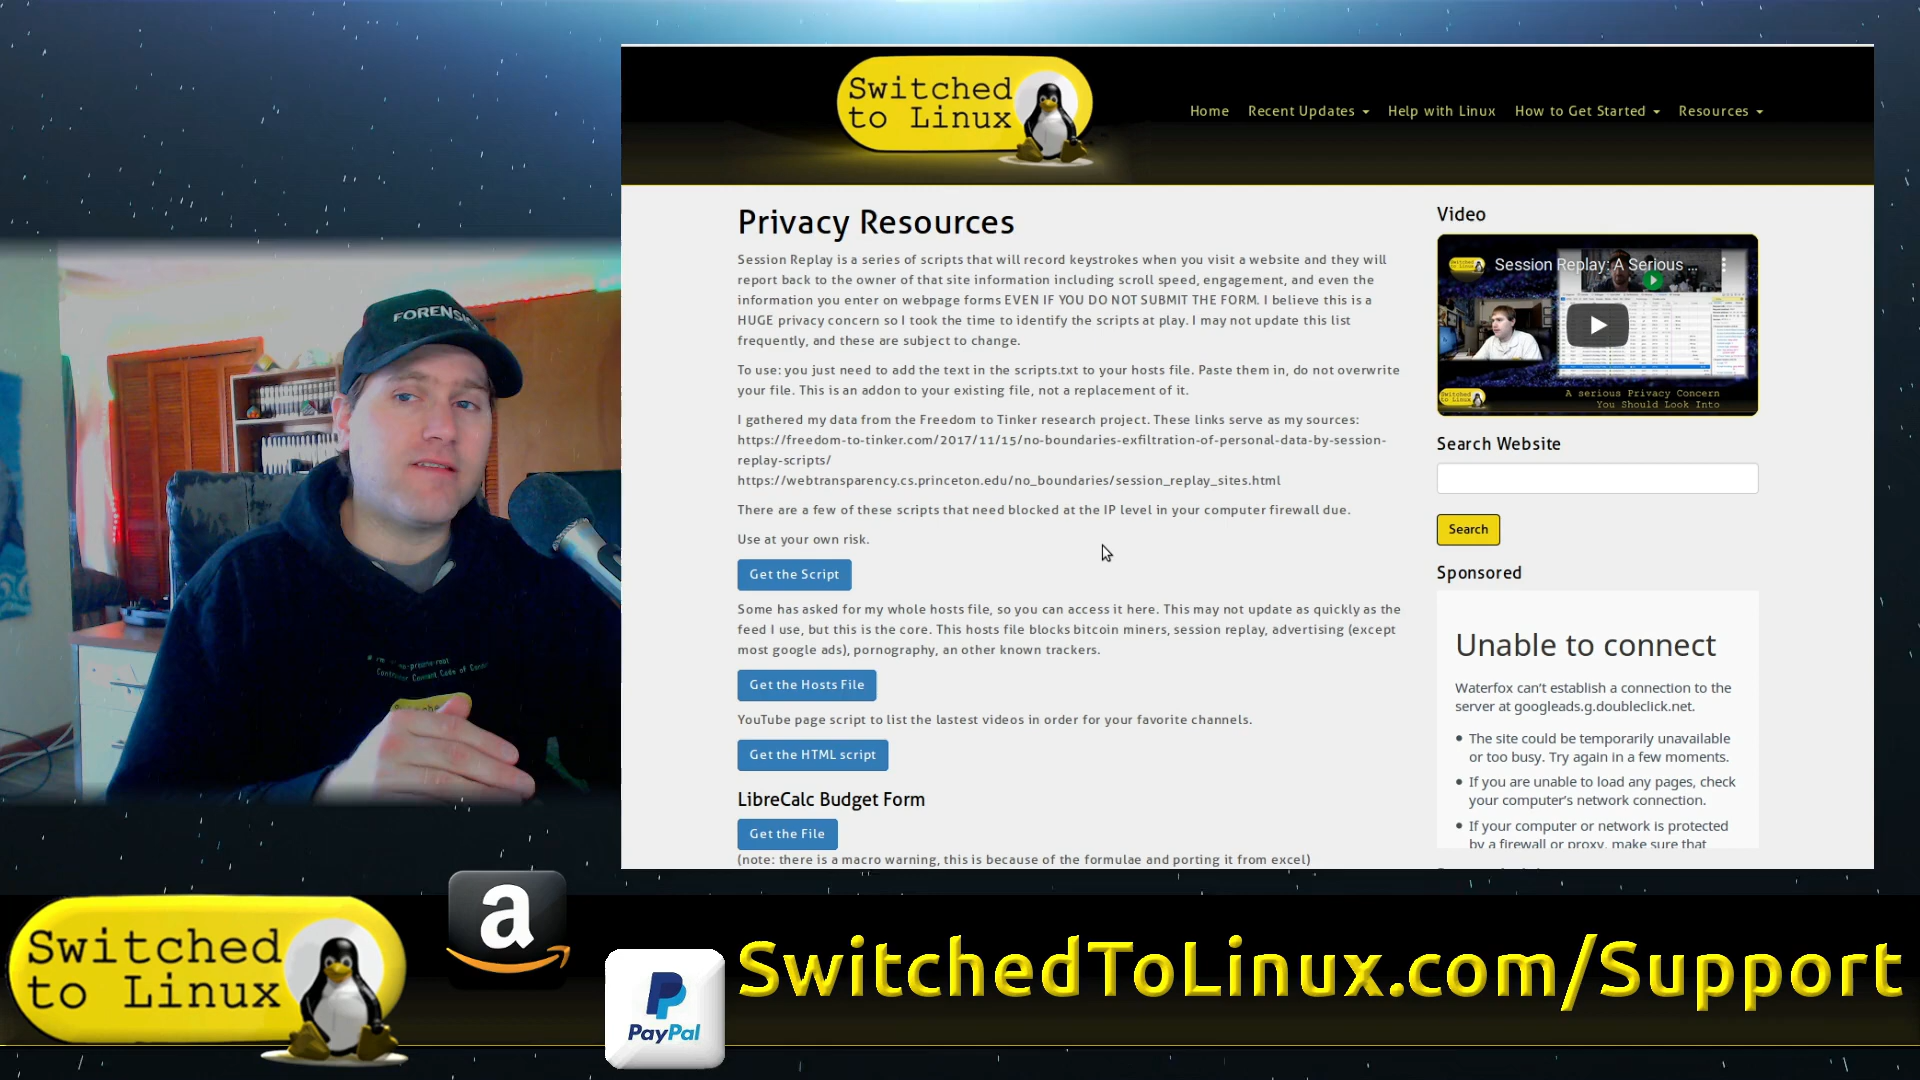 Switched
to Linux
Home Recent Updates Help with Linux How to Get Started Resources
Privacy Resources
Session Replay is a series of scripts that will record keystrokes when you visit a website and they will
report back to the owner of that site information including scroll speed, engagement, and even the
information you enter on webpage forms EVEN IF YOU DO NOT SUBMIT THE FORM. I believe this is a
HUGE privacy concern so I took the time to identify the scripts at play. I may not update this list
frequently, and these are subject to change.
To use: you just need to add the text in the scripts.txt to your hosts file. Paste them in, do not overwrite
your file. This is an addon to your existing file, not a replacement of it.
I gathered my data from the Freedom to Tinker research project. These links serve as my sources:
https://freedom-to-tinker.com/2017/11/15/no-boundaries-exfiltration-of-personal-data-by-session-
replay-scripts/
https://webtransparency.cs.princeton.edu/no_boundaries/session_replay_sites.html
There are a few of these scripts that need blocked at the IP level in your computer firewall due.
Use at your own risk.
Get the Script
Some has asked for my whole hosts file, so you can access it here. This may not update as quickly as the
feed I use, but this is the core. This hosts file blocks bitcoin miners, session replay, advertising (except
most google ads), pornography, an other known trackers.
Get the Hosts File
YouTube page script to list the lastest videos in order for your favorite channels.
Get the HTML script
LibreCalc Budget Form
Get the File
(note: there is a macro warning, this is because of the formulae and porting it from excel)
Video
Session Replay: A Serious ...
A serious Privacy Concern
You Should Look Into
Search Website
Search
Sponsored
Unable to connect
Waterfox can't establish a connection to the
server at googleads.g.doubleclick.net.
• The site could be temporarily unavailable
or too busy. Try again in a few moments.
• If you are unable to load any pages, check
your computer's network connection.
• If your computer or network is protected
by a firewall or proxy, make sure that
FORENSIC
Switched
to Linux
a
PayPal
SwitchedToLinux.com/Support